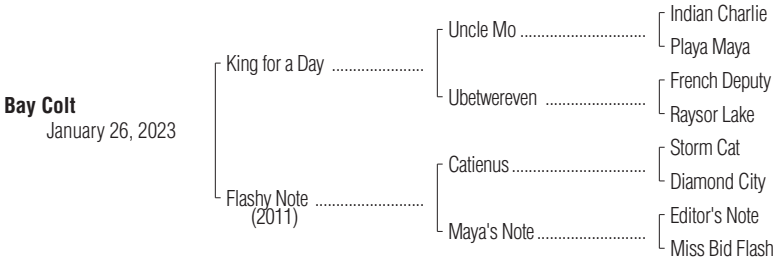 Indian Charlie
Uncle Mo ..............................
Playa Maya
King for a Day ......................
French Deputy
Ubetwereven ........................
Raysor Lake
Bay Colt
January 26, 2023
Storm Cat
Catienus ................................
Diamond City
Flashy Note ..........................
(2011)
Editor's Note
Maya's Note ..........................
Miss Bid Flash